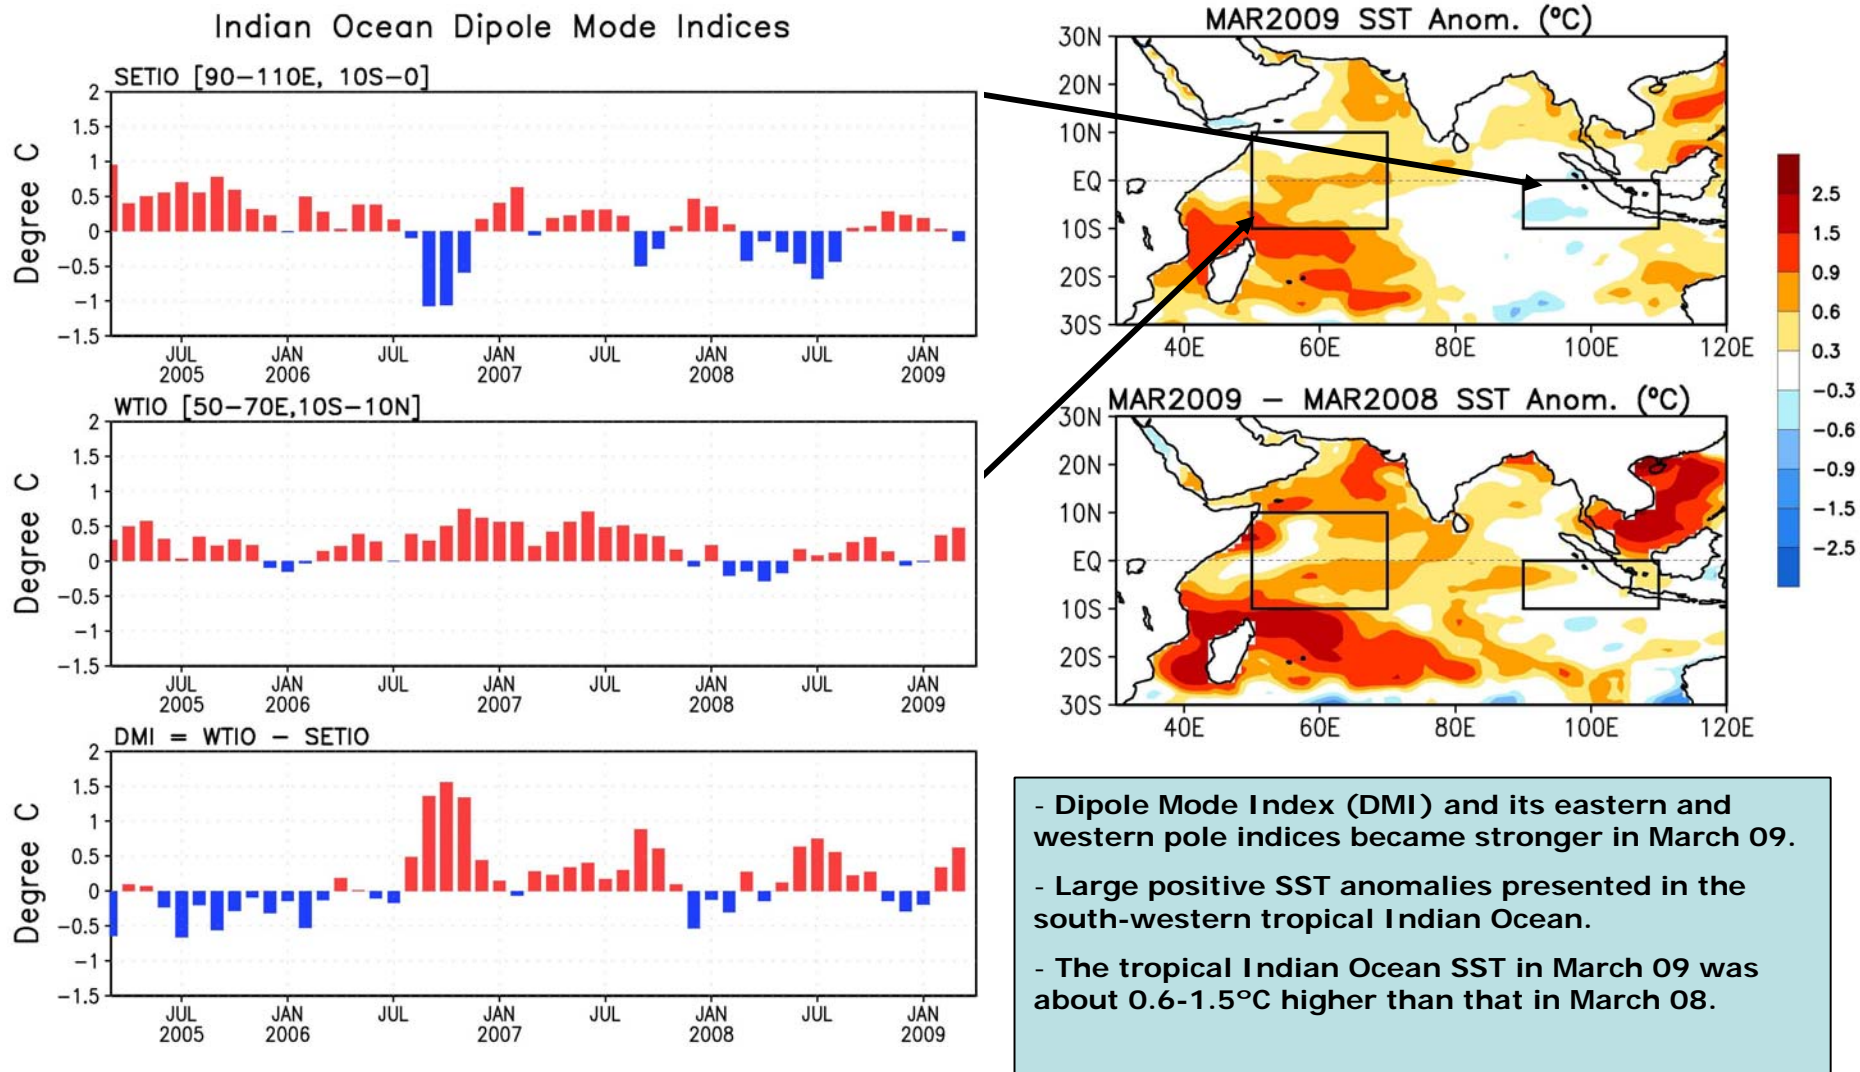 Indian Ocean Dipole Mode Indices
SETIO [90-110E, 10S-0]
Degree C
2
1.5
1
0.5
0
-0.5
-1
-1.5
JUL JAN JUL JAN JUL JAN JUL JAN
2005 2006 2007 2008 2009
WTIO [50-70E,10S-10N]
Degree C
2
1.5
1
0.5
0
-0.5
-1
-1.5
JUL JAN JUL JAN JUL JAN JUL JAN
2005 2006 2007 2008 2009
DMI = WTIO - SETIO
Degree C
2
1.5
1
0.5
0
-0.5
-1
-1.5
JUL JAN JUL JAN JUL JAN JUL JAN
2005 2006 2007 2008 2009
MAR2009 SST Anom. (°C)
30N
20N
10N
EQ
10S
20S
30S
40E 60E 80E 100E 120E
MAR2009 - MAR2008 SST Anom. (°C)
30N
20N
10N
EQ
10S
20S
30S
40E 60E 80E 100E 120E
2.5
1.5
0.9
0.6
0.3
-0.3
-0.6
-0.9
-1.5
-2.5
- Dipole Mode Index (DMI) and its eastern and
western pole indices became stronger in March 09.
- Large positive SST anomalies presented in the
south-western tropical Indian Ocean.
- The tropical Indian Ocean SST in March 09 was
about 0.6-1.5ºC higher than that in March 08.